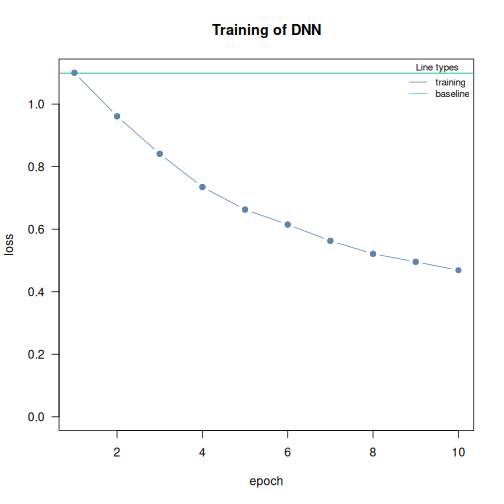 Training of DNN
Line types
training
baseline
1.0
0.8
0.6
0.4
0.2
0.0
loss
2 4 6 8 10
epoch